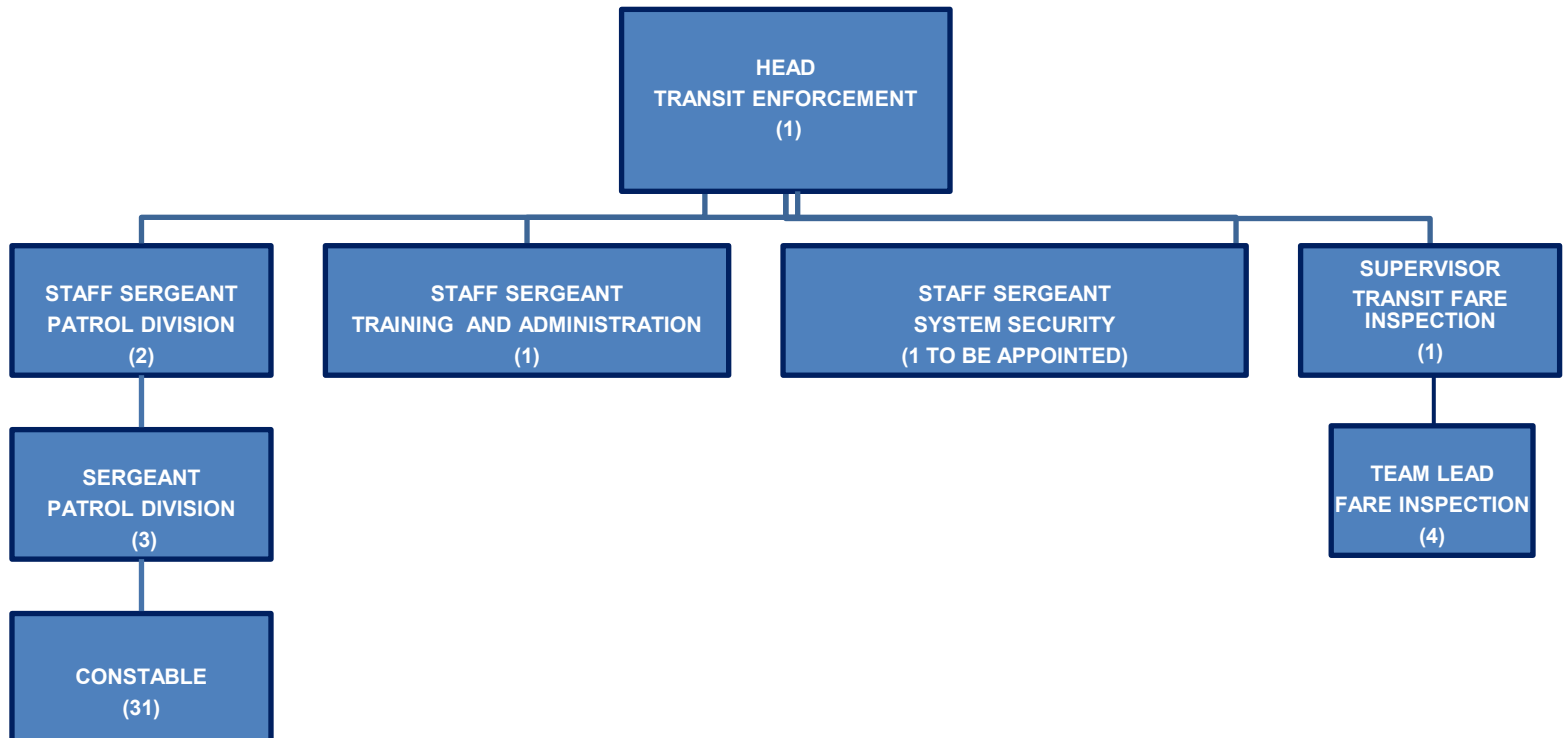 HEAD
TRANSIT ENFORCEMENT
(1)
STAFF SERGEANT
PATROL DIVISION
(2)
STAFF SERGEANT
TRAINING AND ADMINISTRATION
(1)
STAFF SERGEANT
SYSTEM SECURITY
(1 TO BE APPOINTED)
SUPERVISOR
TRANSIT FARE
INSPECTION
(1)
SERGEANT
PATROL DIVISION
(3)
TEAM LEAD
FARE INSPECTION
(4)
CONSTABLE
(31)